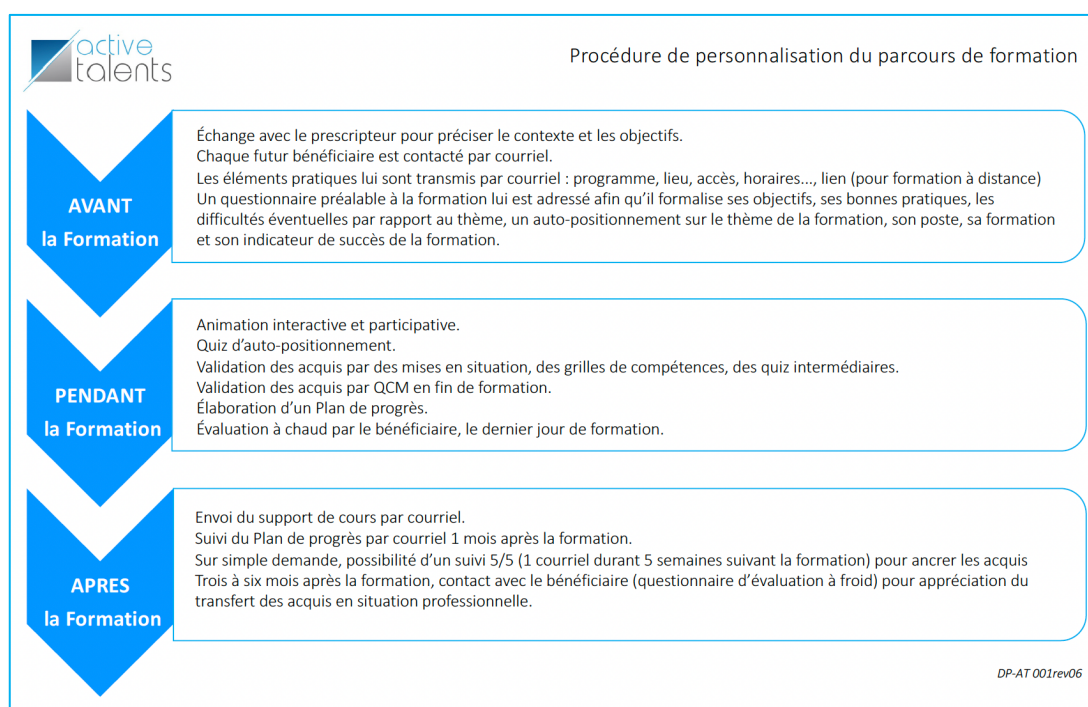 active
talents
Procédure de personnalisation du parcours de formation
AVANT
la Formation
Échange avec le prescripteur pour préciser le contexte et les objectifs.
Chaque futur bénéficiaire est contacté par courriel.
Les éléments pratiques lui sont transmis par courriel : programme, lieu, accès, horaires..., lien (pour formation à distance)
Un questionnaire préalable à la formation lui est adressé afin qu’il formalise ses objectifs, ses bonnes pratiques, les
difficultés éventuelles par rapport au thème, un auto-positionnement sur le thème de la formation, son poste, sa formation
et son indicateur de succès de la formation.
PENDANT
la Formation
Animation interactive et participative.
Quiz d’auto-positionnement.
Validation des acquis par des mises en situation, des grilles de compétences, des quiz intermédiaires.
Validation des acquis par QCM en fin de formation.
Élaboration d’un Plan de progrès.
Évaluation à chaud par le bénéficiaire, le dernier jour de formation.
APRES
la Formation
Envoi du support de cours par courriel.
Suivi du Plan de progrès par courriel 1 mois après la formation.
Sur simple demande, possibilité d’un suivi 5/5 (1 courriel durant 5 semaines suivant la formation) pour ancrer les acquis
Trois à six mois après la formation, contact avec le bénéficiaire (questionnaire d’évaluation à froid) pour appréciation du
transfert des acquis en situation professionnelle.
DP-AT 001rev06